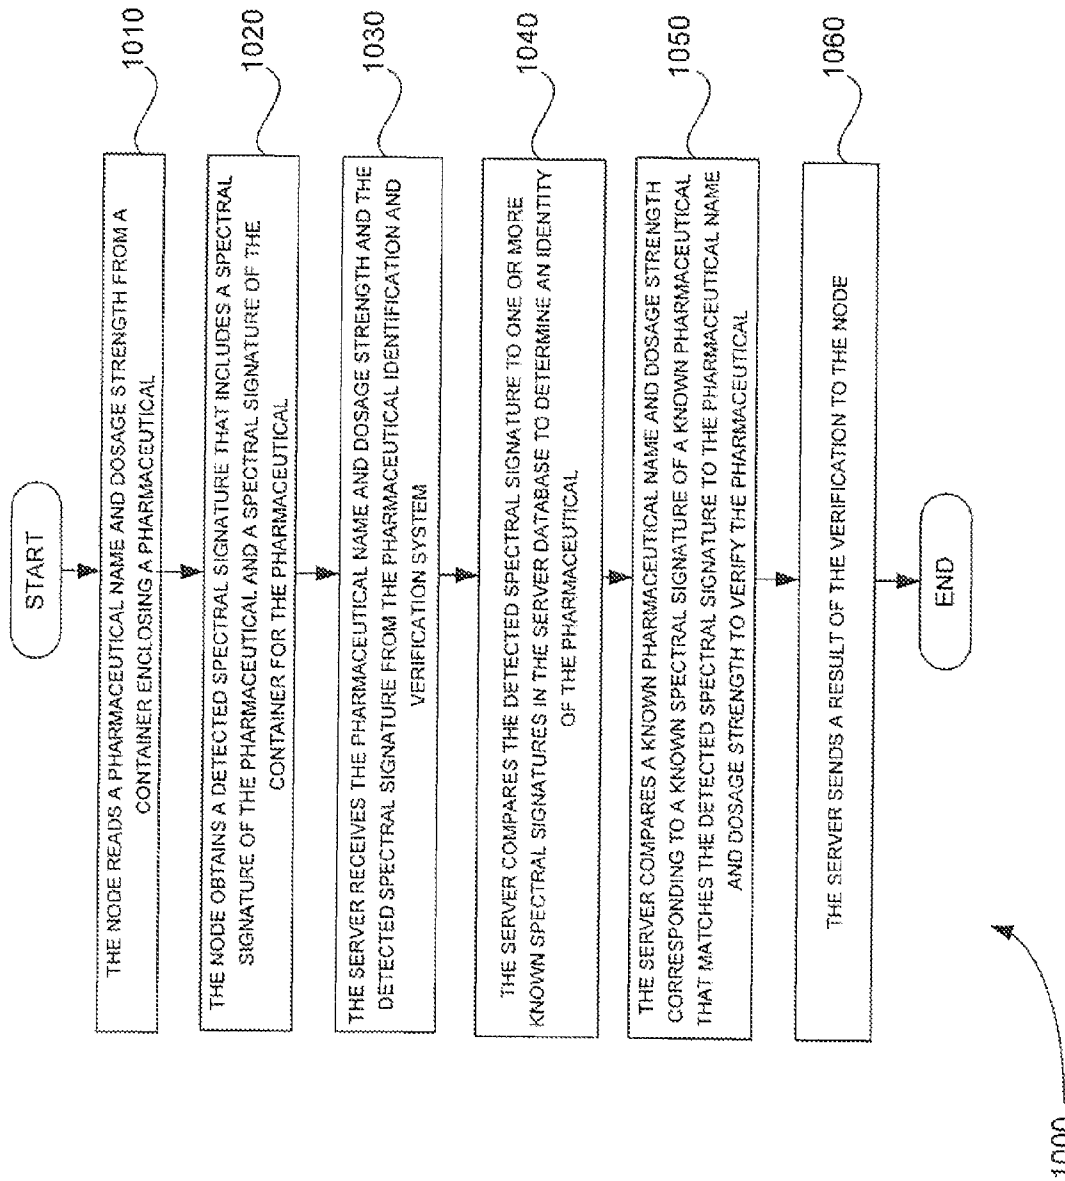 START
THE NODE READS A PHARMACEUTICAL NAME AND DOSAGE STRENGTH FROM A
CONTAINER ENCLOSING A PHARMACEUTICAL
1010
THE NODE OBTAINS A DETECTED SPECTRAL SIGNATURE THAT INCLUDES A SPECTRAL
SIGNATURE OF THE PHARMACEUTICAL AND A SPECTRAL SIGNATURE OF THE
CONTAINER FOR THE PHARMACEUTICAL
1020
THE SERVER RECEIVES THE PHARMACEUTICAL NAME AND DOSAGE STRENGTH AND THE
DETECTED SPECTRAL SIGNATURE FROM THE PHARMACEUTICAL IDENTIFICATION AND
VERIFICATION SYSTEM
1030
THE SERVER COMPARES THE DETECTED SPECTRAL SIGNATURE TO ONE OR MORE
KNOWN SPECTRAL SIGNATURES IN THE SERVER DATABASE TO DETERMINE AN IDENTITY
OF THE PHARMACEUTICAL
1040
THE SERVER COMPARES A KNOWN PHARMACEUTICAL NAME AND DOSAGE STRENGTH
CORRESPONDING TO A KNOWN SPECTRAL SIGNATURE OF A KNOWN PHARMACEUTICAL
THAT MATCHES THE DETECTED SPECTRAL SIGNATURE TO THE PHARMACEUTICAL NAME
AND DOSAGE STRENGTH TO VERIFY THE PHARMACEUTICAL
1050
THE SERVER SENDS A RESULT OF THE VERIFICATION TO THE NODE
1060
END
1000